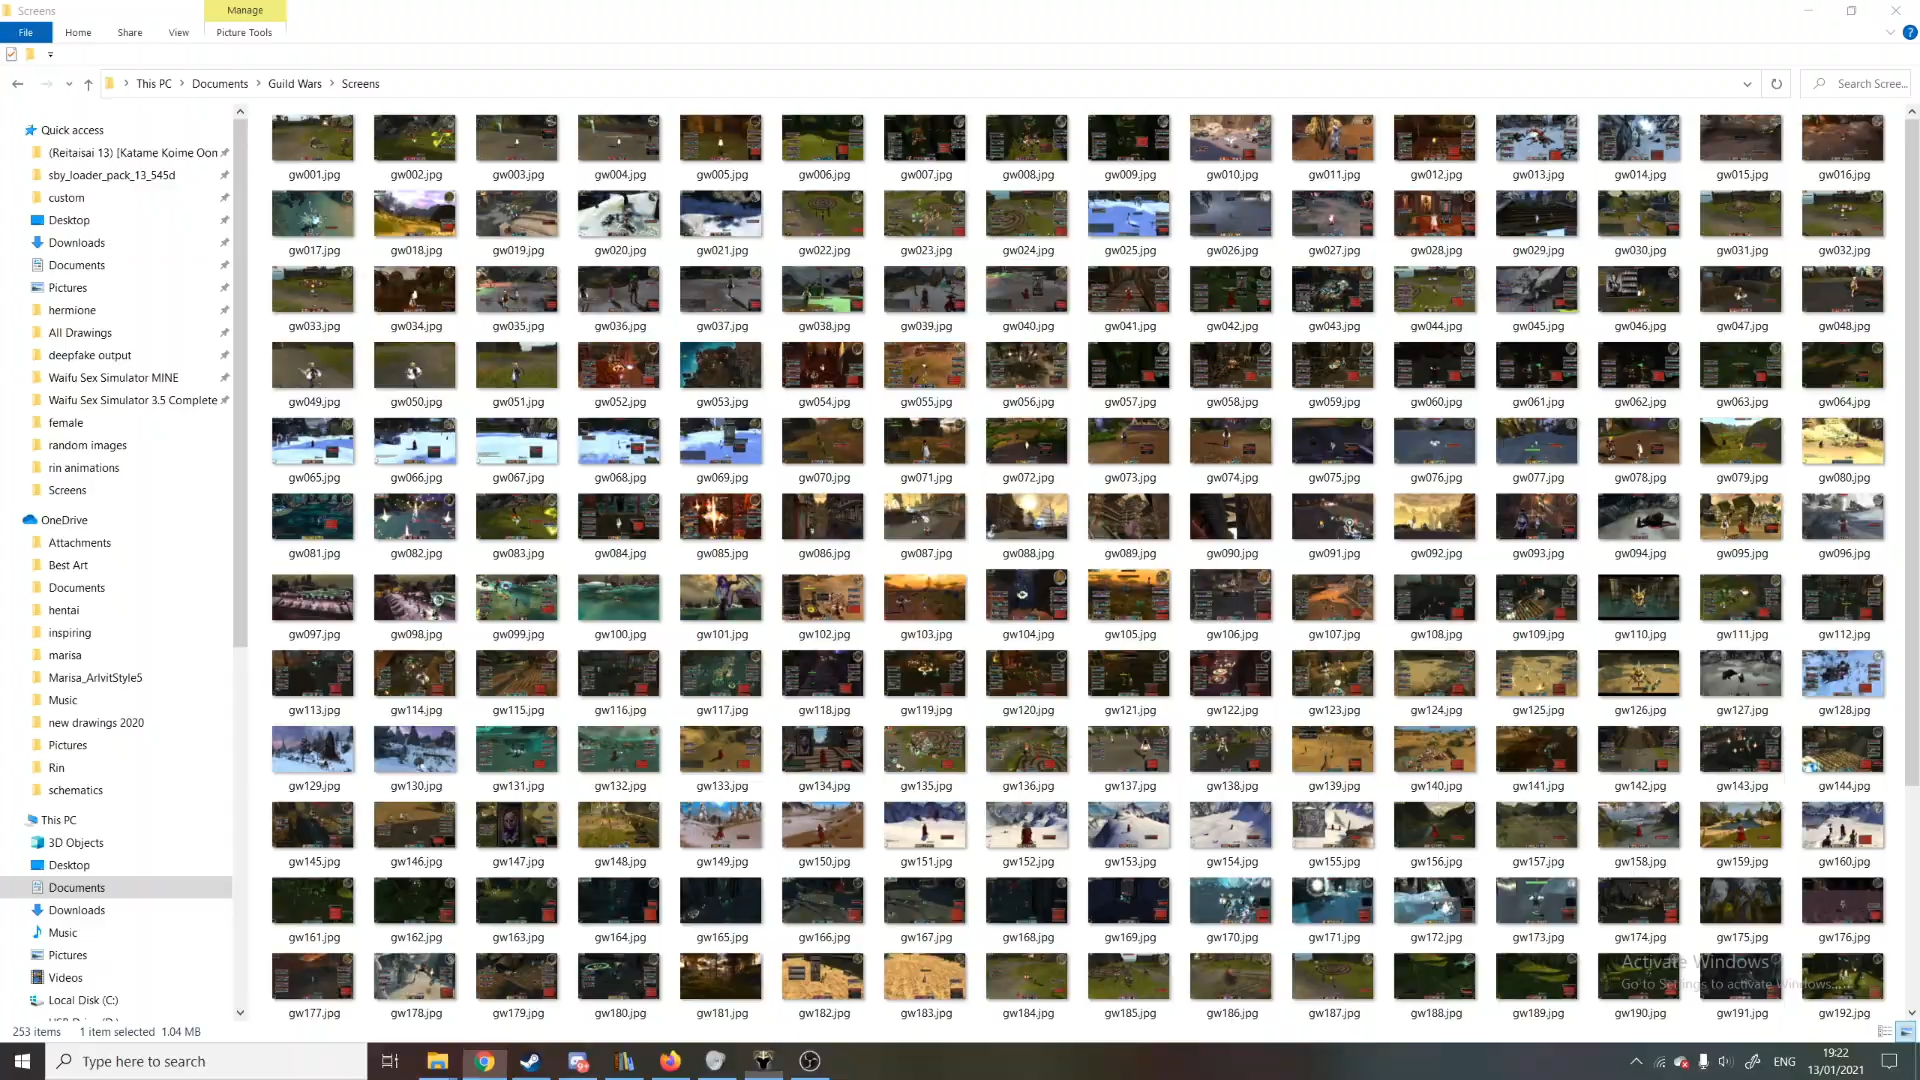 Screens
Manage
File
Home
Share
View
Picture Tools
This PC
Documents
Guild Wars
Screens
Search Scree...
Quick access
(Reitaisai 13) [Katame Koime Oon
sby_loader_pack_13_545d
custom
Desktop
Downloads
Documents
Pictures
hermione
All Drawings
deepfake output
Waifu Sex Simulator MINE
Waifu Sex Simulator 3.5 Complete
female
random images
rin animations
Screens
OneDrive
Attachments
Best Art
Documents
hentai
inspiring
marisa
Marisa_ArlvitStyle5
Music
new drawings 2020
Pictures
Rin
schematics
This PC
3D Objects
Desktop
Documents
Downloads
Music
Pictures
Videos
Local Disk (C:)
gw001.jpg gw002.jpg gw003.jpg gw004.jpg gw005.jpg gw006.jpg gw007.jpg gw008.jpg gw009.jpg gw010.jpg gw011.jpg gw012.jpg gw013.jpg gw014.jpg gw015.jpg gw016.jpg
gw017.jpg gw018.jpg gw019.jpg gw020.jpg gw021.jpg gw022.jpg gw023.jpg gw024.jpg gw025.jpg gw026.jpg gw027.jpg gw028.jpg gw029.jpg gw030.jpg gw031.jpg gw032.jpg
gw033.jpg gw034.jpg gw035.jpg gw036.jpg gw037.jpg gw038.jpg gw039.jpg gw040.jpg gw041.jpg gw042.jpg gw043.jpg gw044.jpg gw045.jpg gw046.jpg gw047.jpg gw048.jpg
gw049.jpg gw050.jpg gw051.jpg gw052.jpg gw053.jpg gw054.jpg gw055.jpg gw056.jpg gw057.jpg gw058.jpg gw059.jpg gw060.jpg gw061.jpg gw062.jpg gw063.jpg gw064.jpg
gw065.jpg gw066.jpg gw067.jpg gw068.jpg gw069.jpg gw070.jpg gw071.jpg gw072.jpg gw073.jpg gw074.jpg gw075.jpg gw076.jpg gw077.jpg gw078.jpg gw079.jpg gw080.jpg
gw081.jpg gw082.jpg gw083.jpg gw084.jpg gw085.jpg gw086.jpg gw087.jpg gw088.jpg gw089.jpg gw090.jpg gw091.jpg gw092.jpg gw093.jpg gw094.jpg gw095.jpg gw096.jpg
gw097.jpg gw098.jpg gw099.jpg gw100.jpg gw101.jpg gw102.jpg gw103.jpg gw104.jpg gw105.jpg gw106.jpg gw107.jpg gw108.jpg gw109.jpg gw110.jpg gw111.jpg gw112.jpg
gw113.jpg gw114.jpg gw115.jpg gw116.jpg gw117.jpg gw118.jpg gw119.jpg gw120.jpg gw121.jpg gw122.jpg gw123.jpg gw124.jpg gw125.jpg gw126.jpg gw127.jpg gw128.jpg
gw129.jpg gw130.jpg gw131.jpg gw132.jpg gw133.jpg gw134.jpg gw135.jpg gw136.jpg gw137.jpg gw138.jpg gw139.jpg gw140.jpg gw141.jpg gw142.jpg gw143.jpg gw144.jpg
gw145.jpg gw146.jpg gw147.jpg gw148.jpg gw149.jpg gw150.jpg gw151.jpg gw152.jpg gw153.jpg gw154.jpg gw155.jpg gw156.jpg gw157.jpg gw158.jpg gw159.jpg gw160.jpg
gw161.jpg gw162.jpg gw163.jpg gw164.jpg gw165.jpg gw166.jpg gw167.jpg gw168.jpg gw169.jpg gw170.jpg gw171.jpg gw172.jpg gw173.jpg gw174.jpg gw175.jpg gw176.jpg
gw177.jpg gw178.jpg gw179.jpg gw180.jpg gw181.jpg gw182.jpg gw183.jpg gw184.jpg gw185.jpg gw186.jpg gw187.jpg gw188.jpg gw189.jpg gw190.jpg gw191.jpg gw192.jpg
Activate Windows
Go to Settings to activate Windows.
253 items 1 item selected 1.04 MB
Type here to search
ENG
19:22
13/01/2021